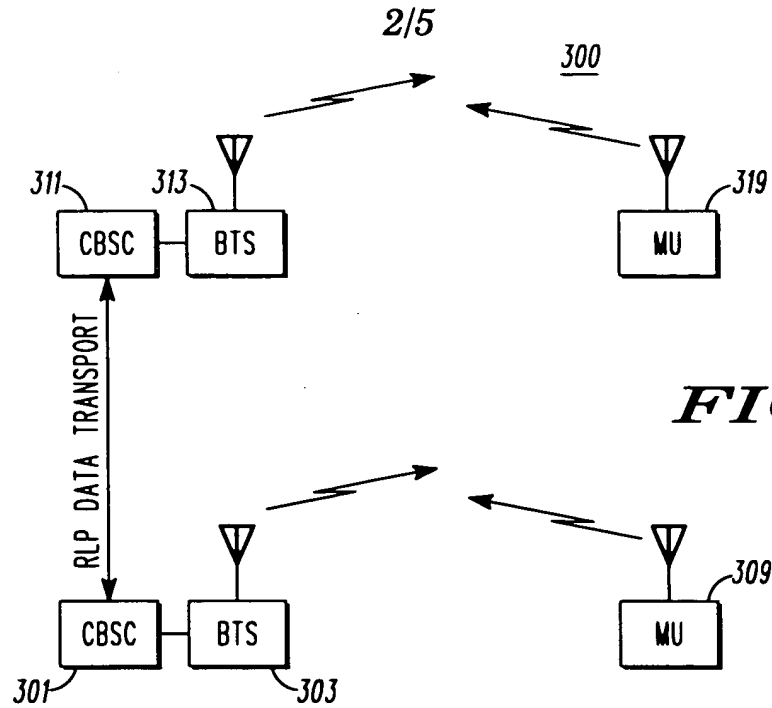 2/5
300
311
313
319
CBSC
BTS
MU
RLP DATA TRANSPORT
309
CBSC
BTS
MU
301
303